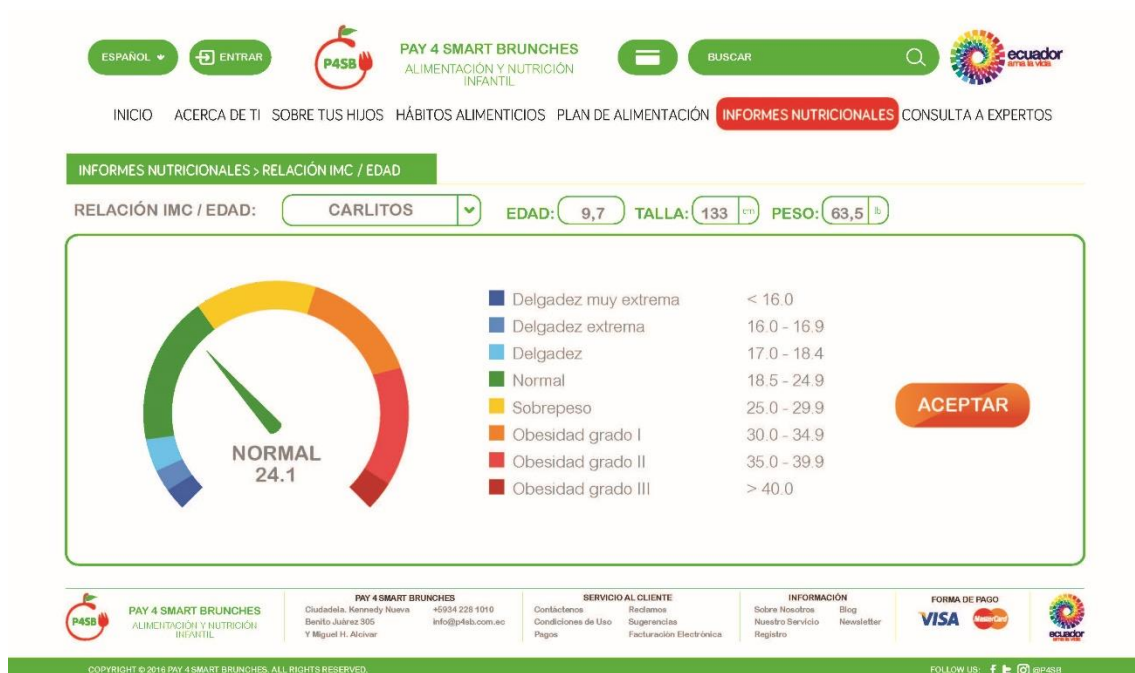 ESPAÑOL
ENTRAR
P4SB
PAY 4 SMART BRUNCHES
ALIMENTACIÓN Y NUTRICIÓN
INFANTIL
BUSCAR
ecuador
ama la vida
INICIO ACERCA DE TI SOBRE TUS HIJOS HÁBITOS ALIMENTICIOS PLAN DE ALIMENTACIÓN INFORMES NUTRICIONALES CONSULTA A EXPERTOS
INFORMES NUTRICIONALES > RELACIÓN IMC / EDAD
RELACIÓN IMC / EDAD: CARLITOS EDAD: 9,7 TALLA: 133 cm PESO: 63,5 lb
Delgadez muy extrema < 16.0
Delgadez extrema 16.0 - 16.9
Delgadez 17.0 - 18.4
Normal 18.5 - 24.9
Sobrepeso 25.0 - 29.9
Obesidad grado I 30.0 - 34.9
Obesidad grado II 35.0 - 39.9
Obesidad grado III > 40.0
NORMAL
24.1
ACEPTAR
P4SB
PAY 4 SMART BRUNCHES
ALIMENTACIÓN Y NUTRICIÓN
INFANTIL
PAY 4 SMART BRUNCHES
Ciudadela. Kennedy Nueva +5934 228 1010
Benito Juárez 305 info@p4sb.com.ec
Y Miguel H. Alcivar
SERVICIO AL CLIENTE
Contáctenos Reclamos
Condiciones de Uso Sugerencias
Pagos Facturación Electrónica
INFORMACIÓN
Sobre Nosotros Blog
Nuestro Servicio Newsletter
Registro
FORMA DE PAGO
VISA MasterCard
ecuador
ama la vida
COPYRIGHT © 2016 PAY 4 SMART BRUNCHES. ALL RIGHTS RESERVED. FOLLOW US: @P4SB